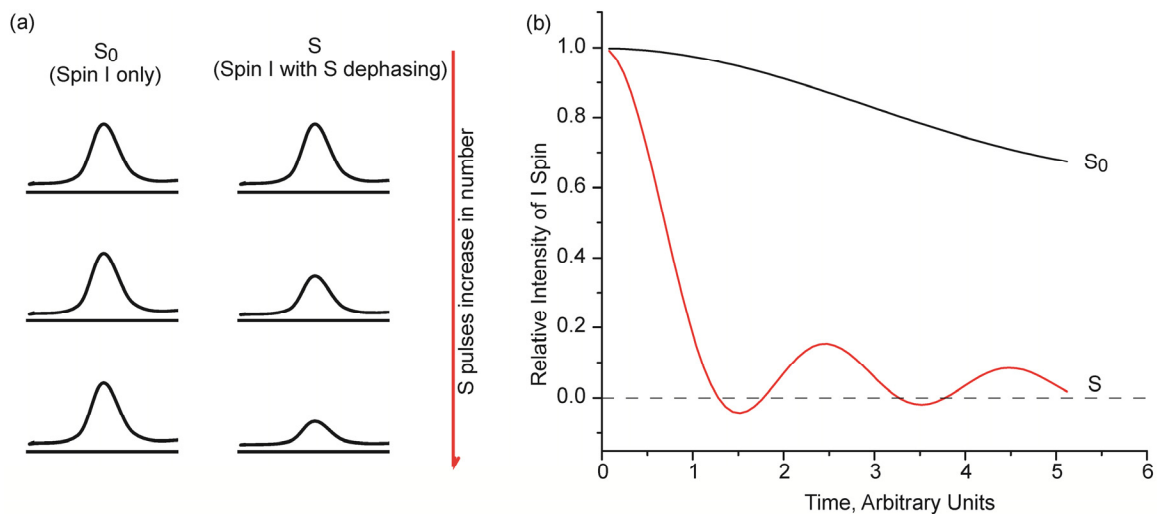 (a)
S0
(Spin I only)
S
(Spin I with S dephasing)
S pulses increase in number
(b)
Relative Intensity of I Spin
1.0
0.8
0.6
0.4
0.2
0.0
S0
S
0 1 2 3 4 5 6
Time, Arbitrary Units